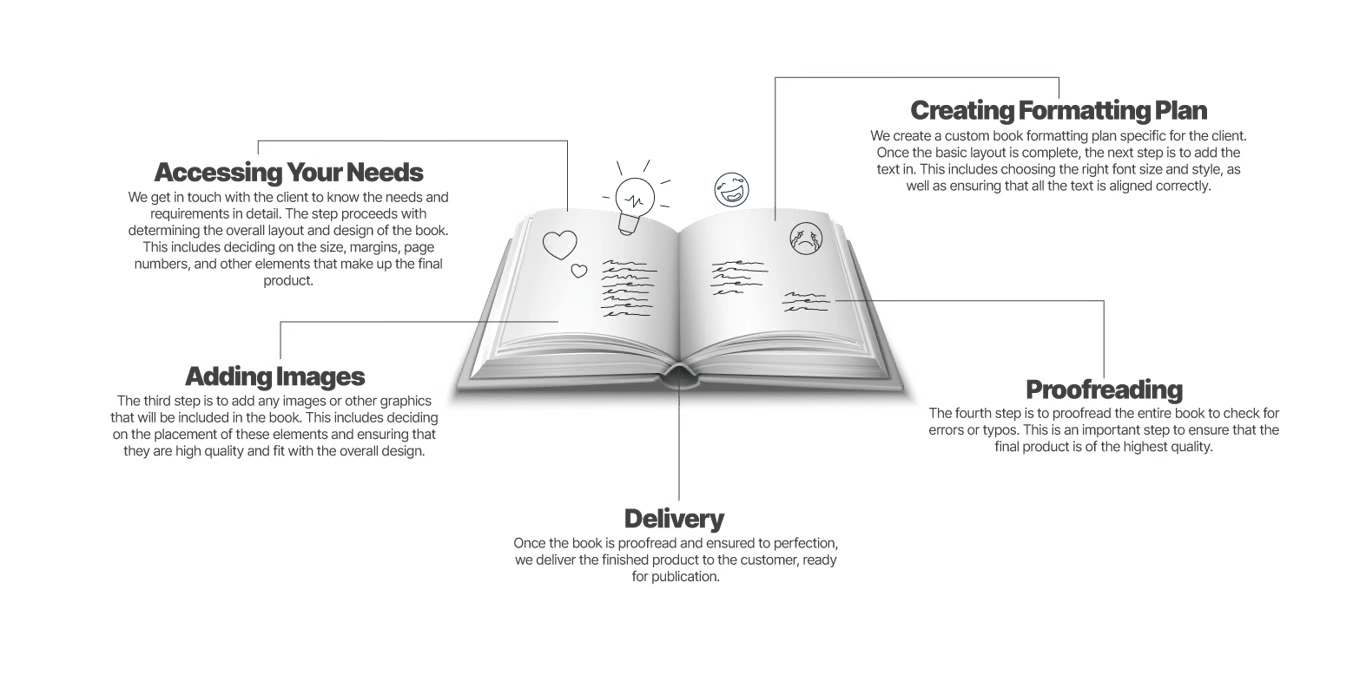 Accessing Your Needs
We get in touch with the client to know the needs and
requirements in detail. The step proceeds with
determining the overall layout and design of the book.
This includes deciding on the size, margins, page
numbers, and other elements that make up the final
product.
Creating Formatting Plan
We create a custom book formatting plan specific for the client.
Once the basic layout is complete, the next step is to add the
text in. This includes choosing the right font size and style, as
well as ensuring that all the text is aligned correctly.
Adding Images
The third step is to add any images or other graphics
that will be included in the book. This includes deciding
on the placement of these elements and ensuring that
they are high quality and fit with the overall design.
Proofreading
The fourth step is to proofread the entire book to check for
errors or typos. This is an important step to ensure that the
final product is of the highest quality.
Delivery
Once the book is proofread and ensured to perfection,
we deliver the finished product to the customer, ready
for publication.